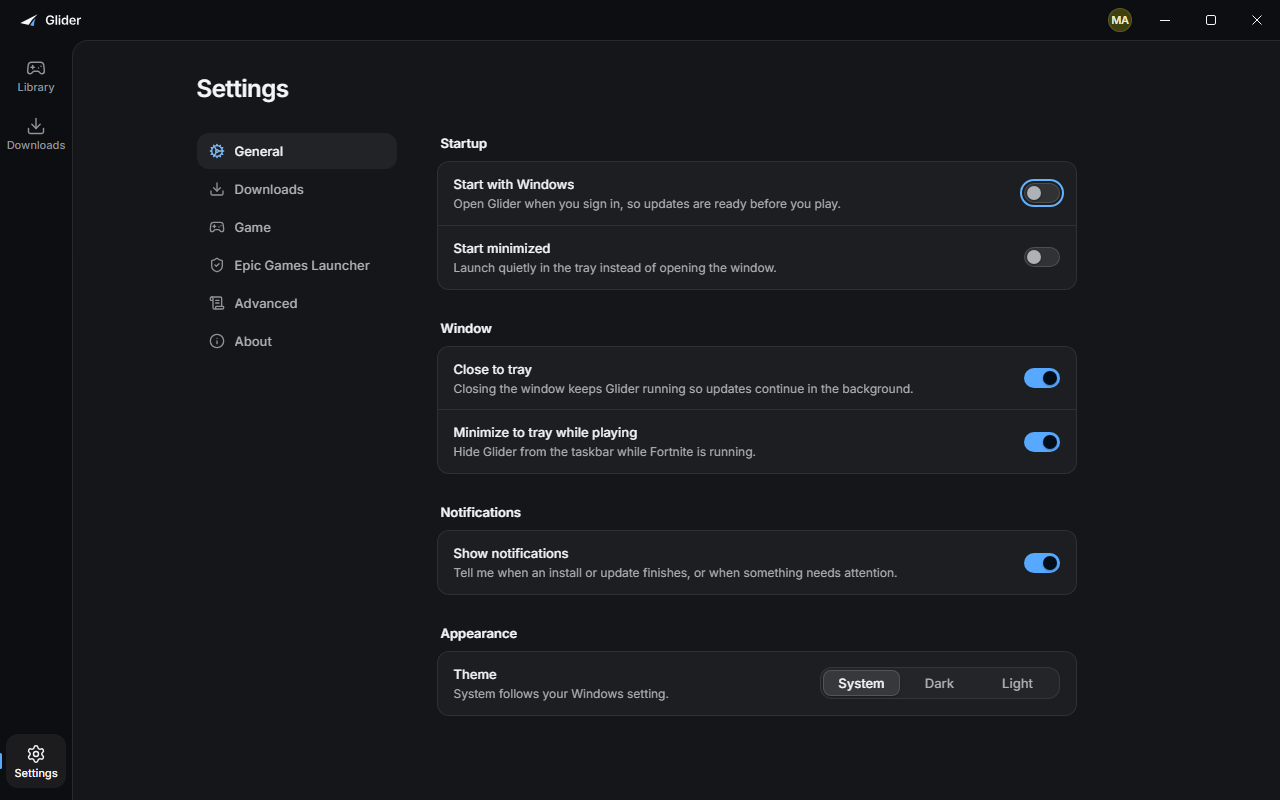 Glider
MA
Library
Downloads
Settings
General
Downloads
Game
Epic Games Launcher
Advanced
About
Startup
Start with Windows
Open Glider when you sign in, so updates are ready before you play.
Start minimized
Launch quietly in the tray instead of opening the window.
Window
Close to tray
Closing the window keeps Glider running so updates continue in the background.
Minimize to tray while playing
Hide Glider from the taskbar while Fortnite is running.
Notifications
Show notifications
Tell me when an install or update finishes, or when something needs attention.
Appearance
Theme
System follows your Windows setting.
System Dark Light
Settings